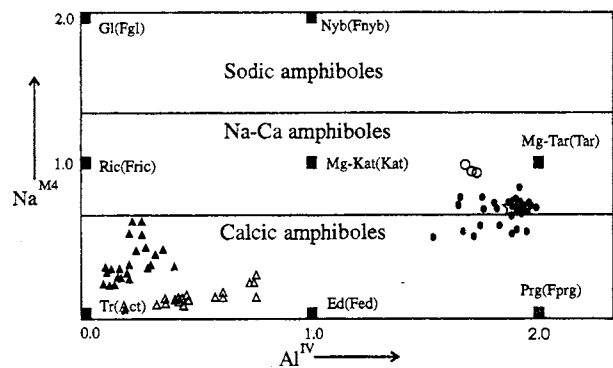 2.0
Gl(Fgl)
Nyb(Fnyb)
Sodic amphiboles
Na-Ca amphiboles
Mg-Tar(Tar)
1.0
Ric(Fric)
Mg-Kat(Kat)
Na M4
Calcic amphiboles
Tr(Act)
Ed(Fed)
Prg(Fprg)
0.0
1.0
2.0
Al IV